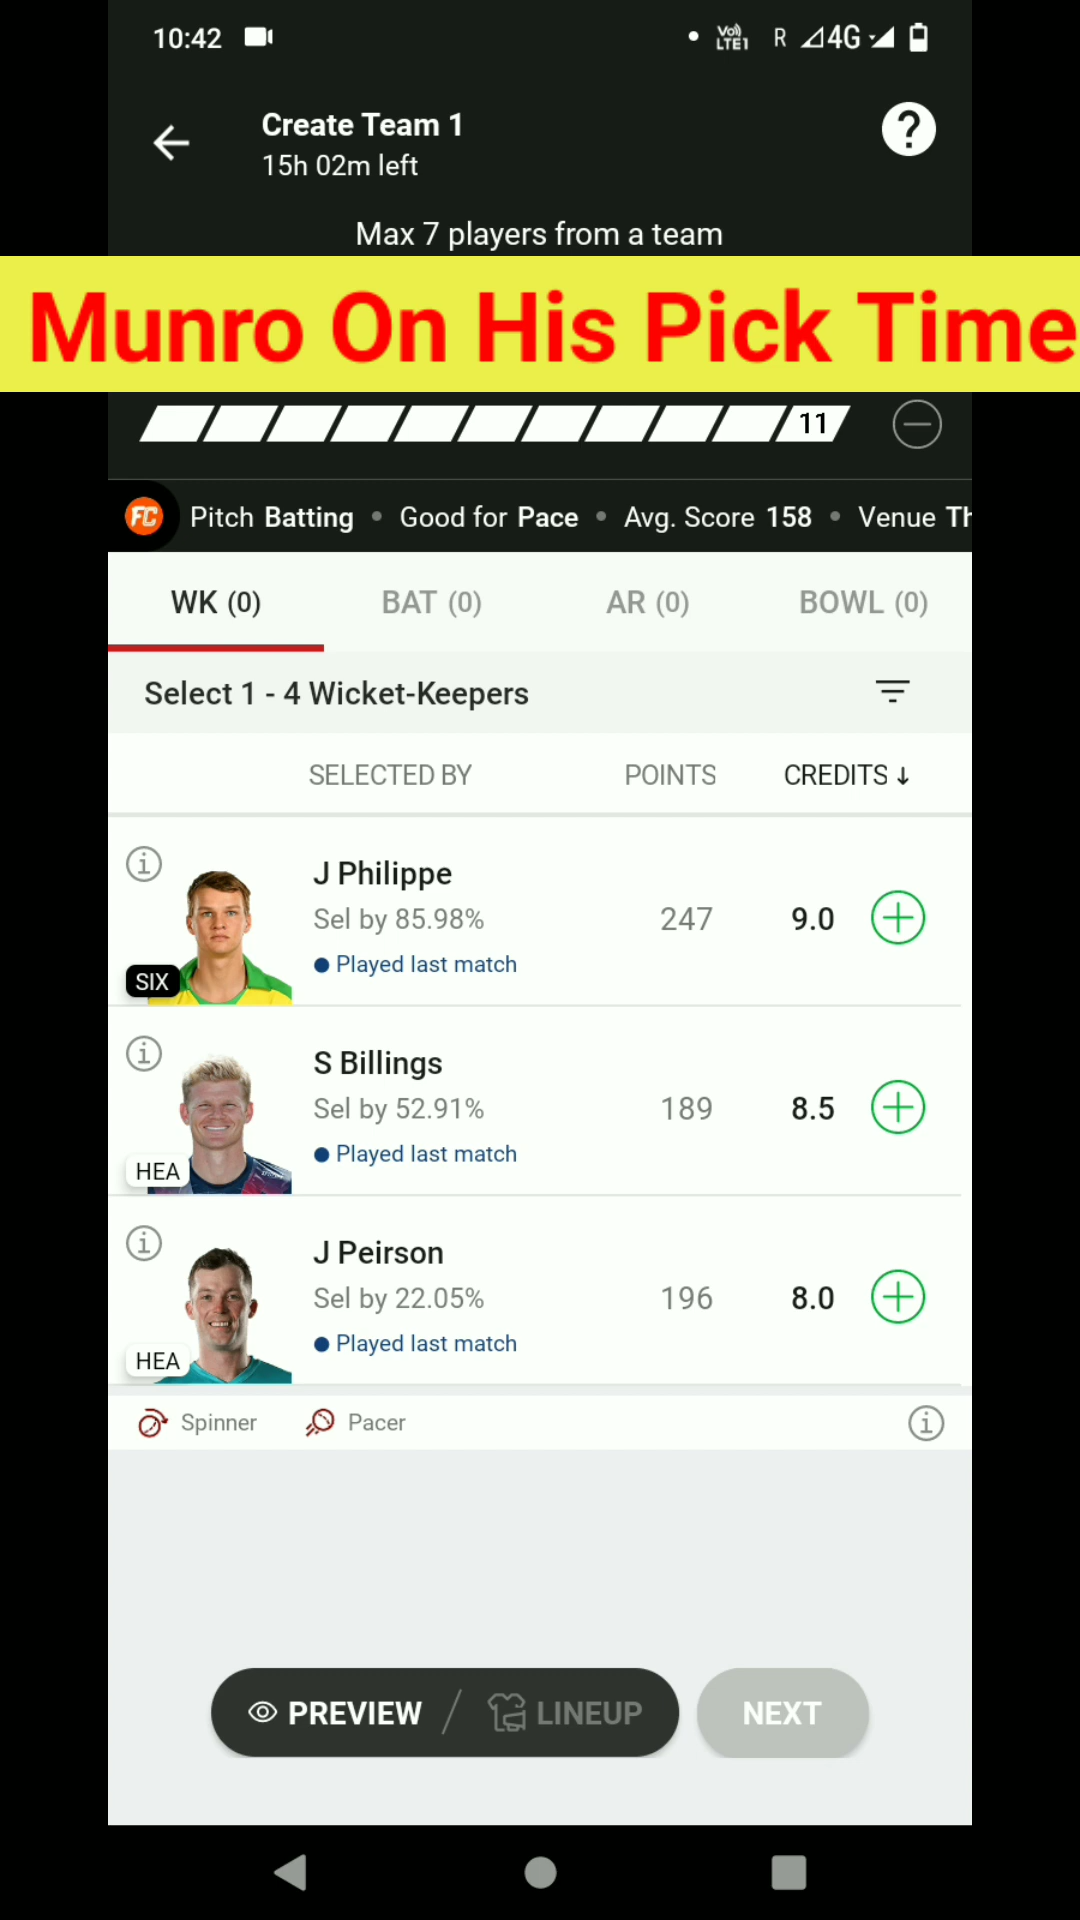 10:42
Vo)) LTE1 R 4G
Create Team 1
15h 02m left
Max 7 players from a team
Munro On His Pick Time
11
FC Pitch Batting • Good for Pace • Avg. Score 158 • Venue Th
WK (0) BAT (0) AR (0) BOWL (0)
Select 1 - 4 Wicket-Keepers
SELECTED BY POINTS CREDITS ↓
J Philippe
Sel by 85.98% 247 9.0
Played last match
SIX
S Billings
Sel by 52.91% 189 8.5
Played last match
HEA
J Peirson
Sel by 22.05% 196 8.0
Played last match
HEA
Spinner Pacer
PREVIEW / LINEUP NEXT